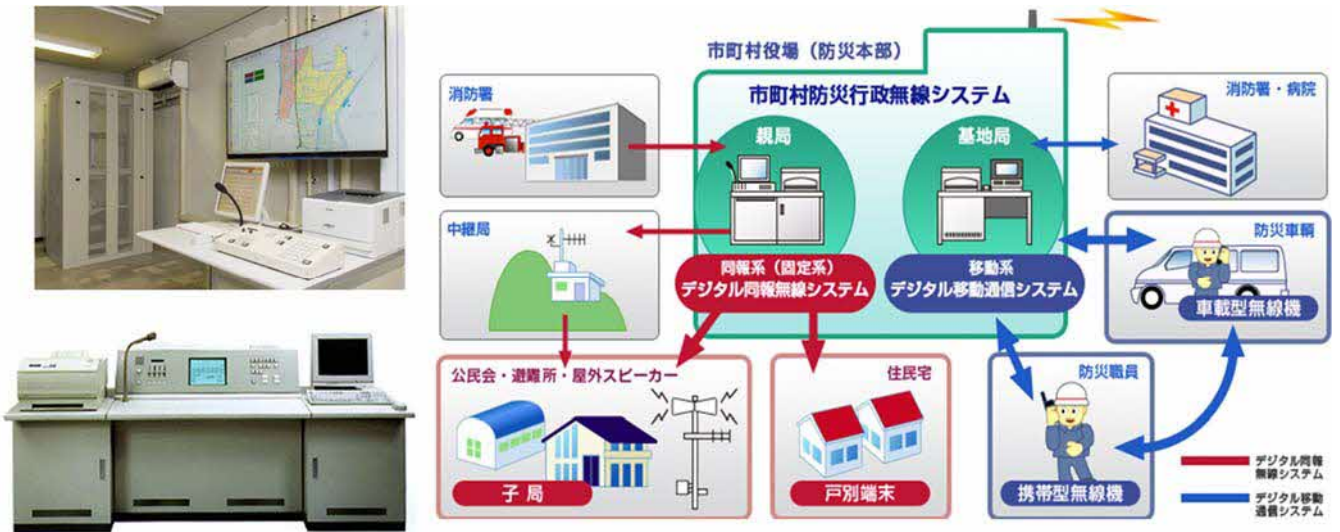 市町村役場（防災本部）
市町村防災行政無線システム
消防署
親局
基地局
消防署・病院
中継局
同報系（固定系）
デジタル同報無線システム
移動系
デジタル移動通信システム
防災車輌
車載型無線機
公民会・避難所・屋外スピーカー
子局
住民宅
戸別端末
防災職員
携帯型無線機
デジタル同報
無線システム
デジタル移動
通信システム